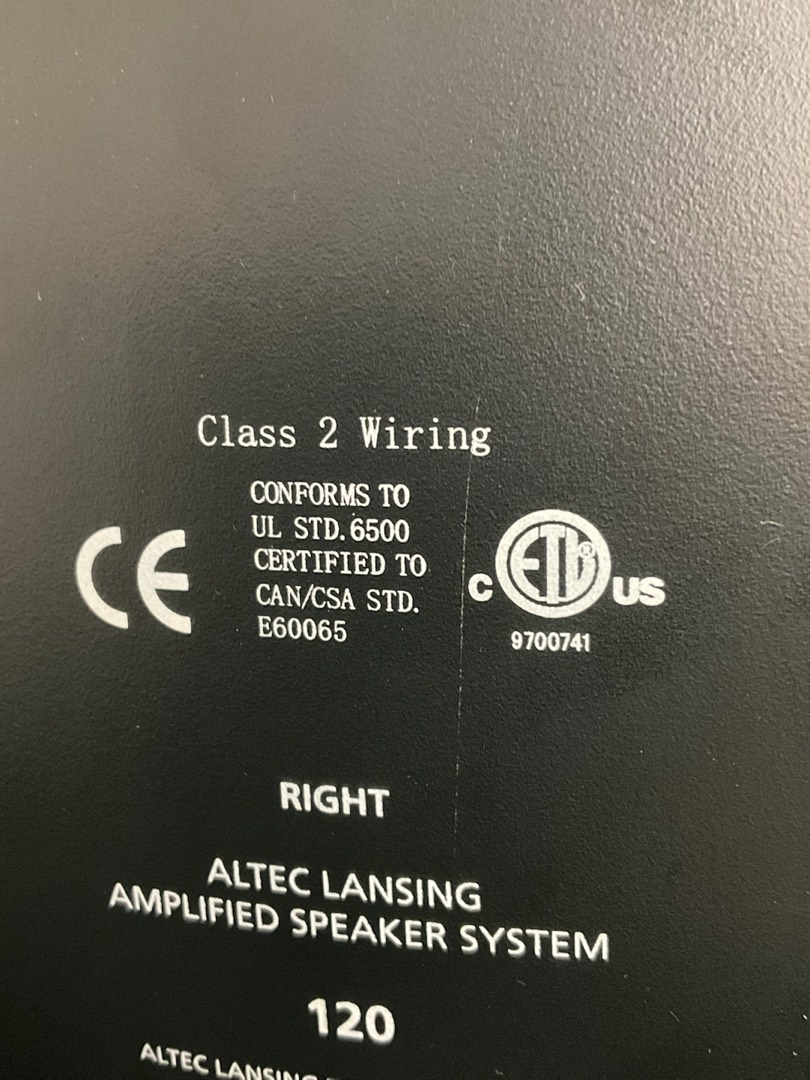 Class 2 Wiring
CONFORMS TO
UL STD.6500
CERTIFIED TO
CAN/CSA STD.
E60065
CE
C ETL® US
9700741
RIGHT
ALTEC LANSING
AMPLIFIED SPEAKER SYSTEM
120
ALTEC LANSING